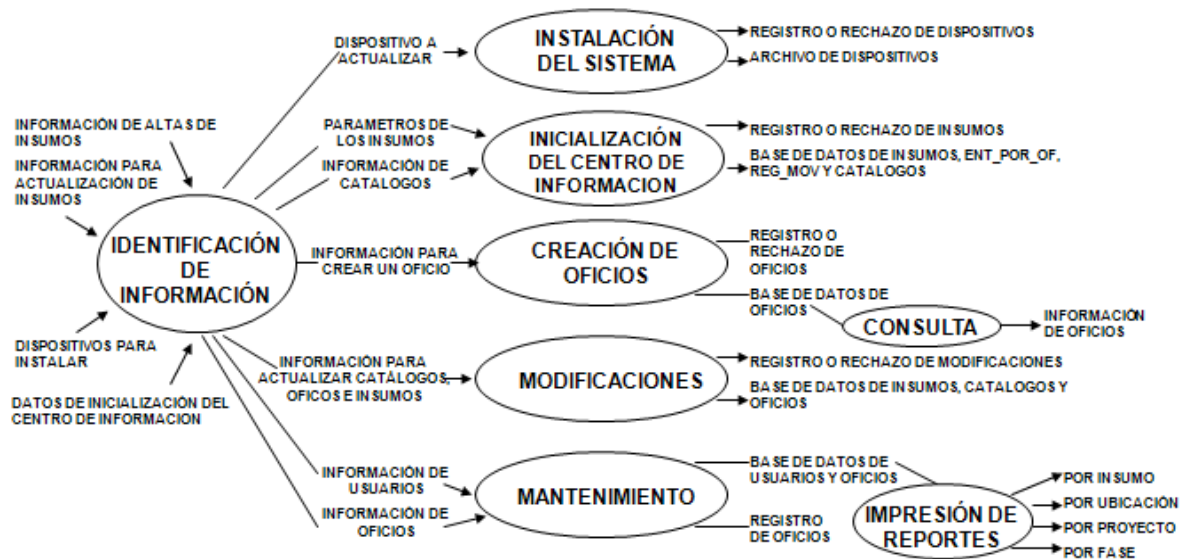 DISPOSITIVO A
ACTUALIZAR
INSTALACIÓN
DEL SISTEMA
REGISTRO O RECHAZO DE DISPOSITIVOS
ARCHIVO DE DISPOSITIVOS
INFORMACIÓN DE ALTAS DE
INSUMOS
INFORMACIÓN PARA
ACTUALIZACIÓN DE
INSUMOS
PARAMETROS DE
LOS INSUMOS
INFORMACIÓN DE
CATALOGOS
INICIALIZACIÓN
DEL CENTRO DE
INFORMACION
REGISTRO O RECHAZO DE INSUMOS
BASE DE DATOS DE INSUMOS, ENT_POR_OF,
REG_MOV Y CATALOGOS
IDENTIFICACIÓN
DE
INFORMACIÓN
INFORMACIÓN PARA
CREAR UN OFICIO
CREACIÓN DE
OFICIOS
REGISTRO O
RECHAZO DE
OFICIOS
BASE DE DATOS DE
OFICIOS
CONSULTA
INFORMACIÓN
DE OFICIOS
DISPOSITIVOS PARA
INSTALAR
DATOS DE INICIALIZACIÓN DEL
CENTRO DE INFORMACION
INFORMACIÓN PARA
ACTUALIZAR CATÁLOGOS,
OFICOS E INSUMOS
MODIFICACIONES
REGISTRO O RECHAZO DE MODIFICACIONES
BASE DE DATOS DE INSUMOS, CATALOGOS Y
OFICIOS
INFORMACIÓN DE
USUARIOS
INFORMACIÓN DE
OFICIOS
MANTENIMIENTO
BASE DE DATOS DE
USUARIOS Y OFICIOS
REGISTRO
DE OFICIOS
IMPRESIÓN DE
REPORTES
POR INSUMO
POR UBICACIÓN
POR PROYECTO
POR FASE